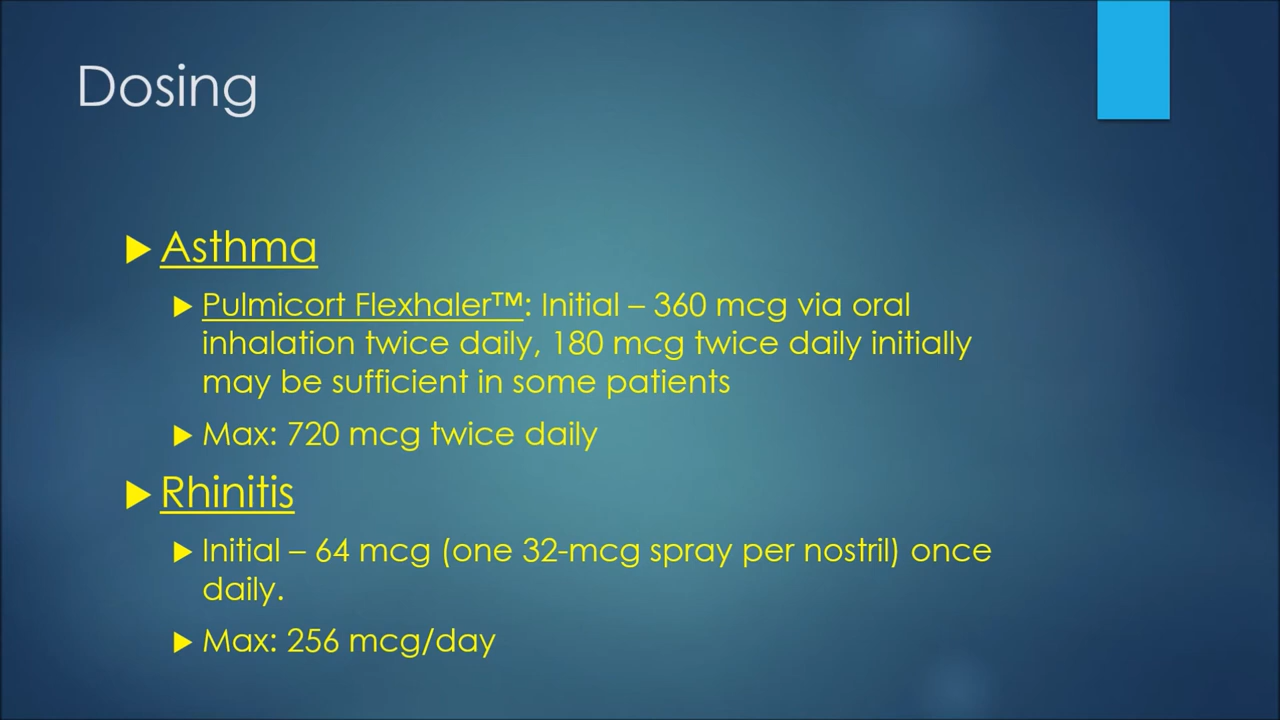 Dosing
Asthma
Pulmicort Flexhaler™: Initial – 360 mcg via oral
inhalation twice daily, 180 mcg twice daily initially
may be sufficient in some patients
Max: 720 mcg twice daily
Rhinitis
Initial – 64 mcg (one 32-mcg spray per nostril) once
daily.
Max: 256 mcg/day